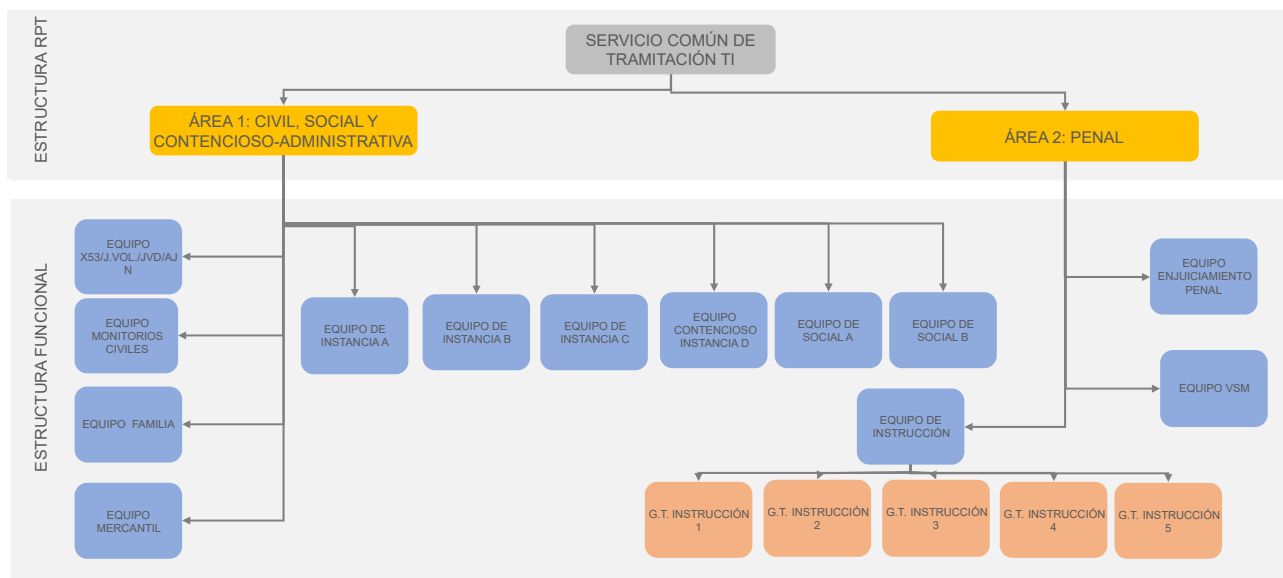 ESTRUCTURA RPT
SERVICIO COMÚN DE
TRAMITACIÓN TI
ÁREA 1: CIVIL, SOCIAL Y
CONTENCIOSO-ADMINISTRATIVA
ÁREA 2: PENAL
ESTRUCTURA FUNCIONAL
EQUIPO
X53/J.VOL./JVD/AJ
N
EQUIPO
MONITORIOS
CIVILES
EQUIPO FAMILIA
EQUIPO
MERCANTIL
EQUIPO DE
INSTANCIA A
EQUIPO DE
INSTANCIA B
EQUIPO DE
INSTANCIA C
EQUIPO
CONTENCIOSO
INSTANCIA D
EQUIPO DE
SOCIAL A
EQUIPO DE
SOCIAL B
EQUIPO
ENJUICIAMIENTO
PENAL
EQUIPO VSM
EQUIPO DE
INSTRUCCIÓN
G.T. INSTRUCCIÓN
1
G.T. INSTRUCCIÓN
2
G.T. INSTRUCCIÓN
3
G.T. INSTRUCCIÓN
4
G.T. INSTRUCCIÓN
5